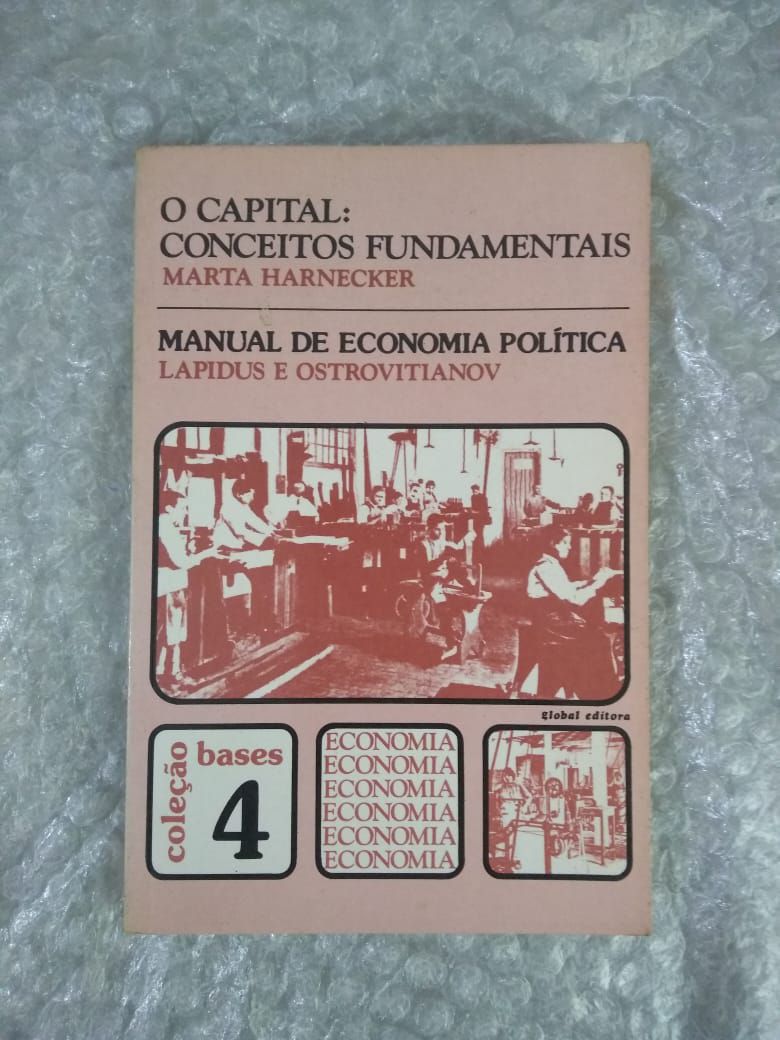 O CAPITAL:
CONCEITOS FUNDAMENTAIS
MARTA HARNECKER
MANUAL DE ECONOMIA POLÍTICA
LAPIDUS E OSTROVITIANOV
global editora
coleção
bases
4
ECONOMIA
ECONOMIA
ECONOMIA
ECONOMIA
ECONOMIA
ECONOMIA